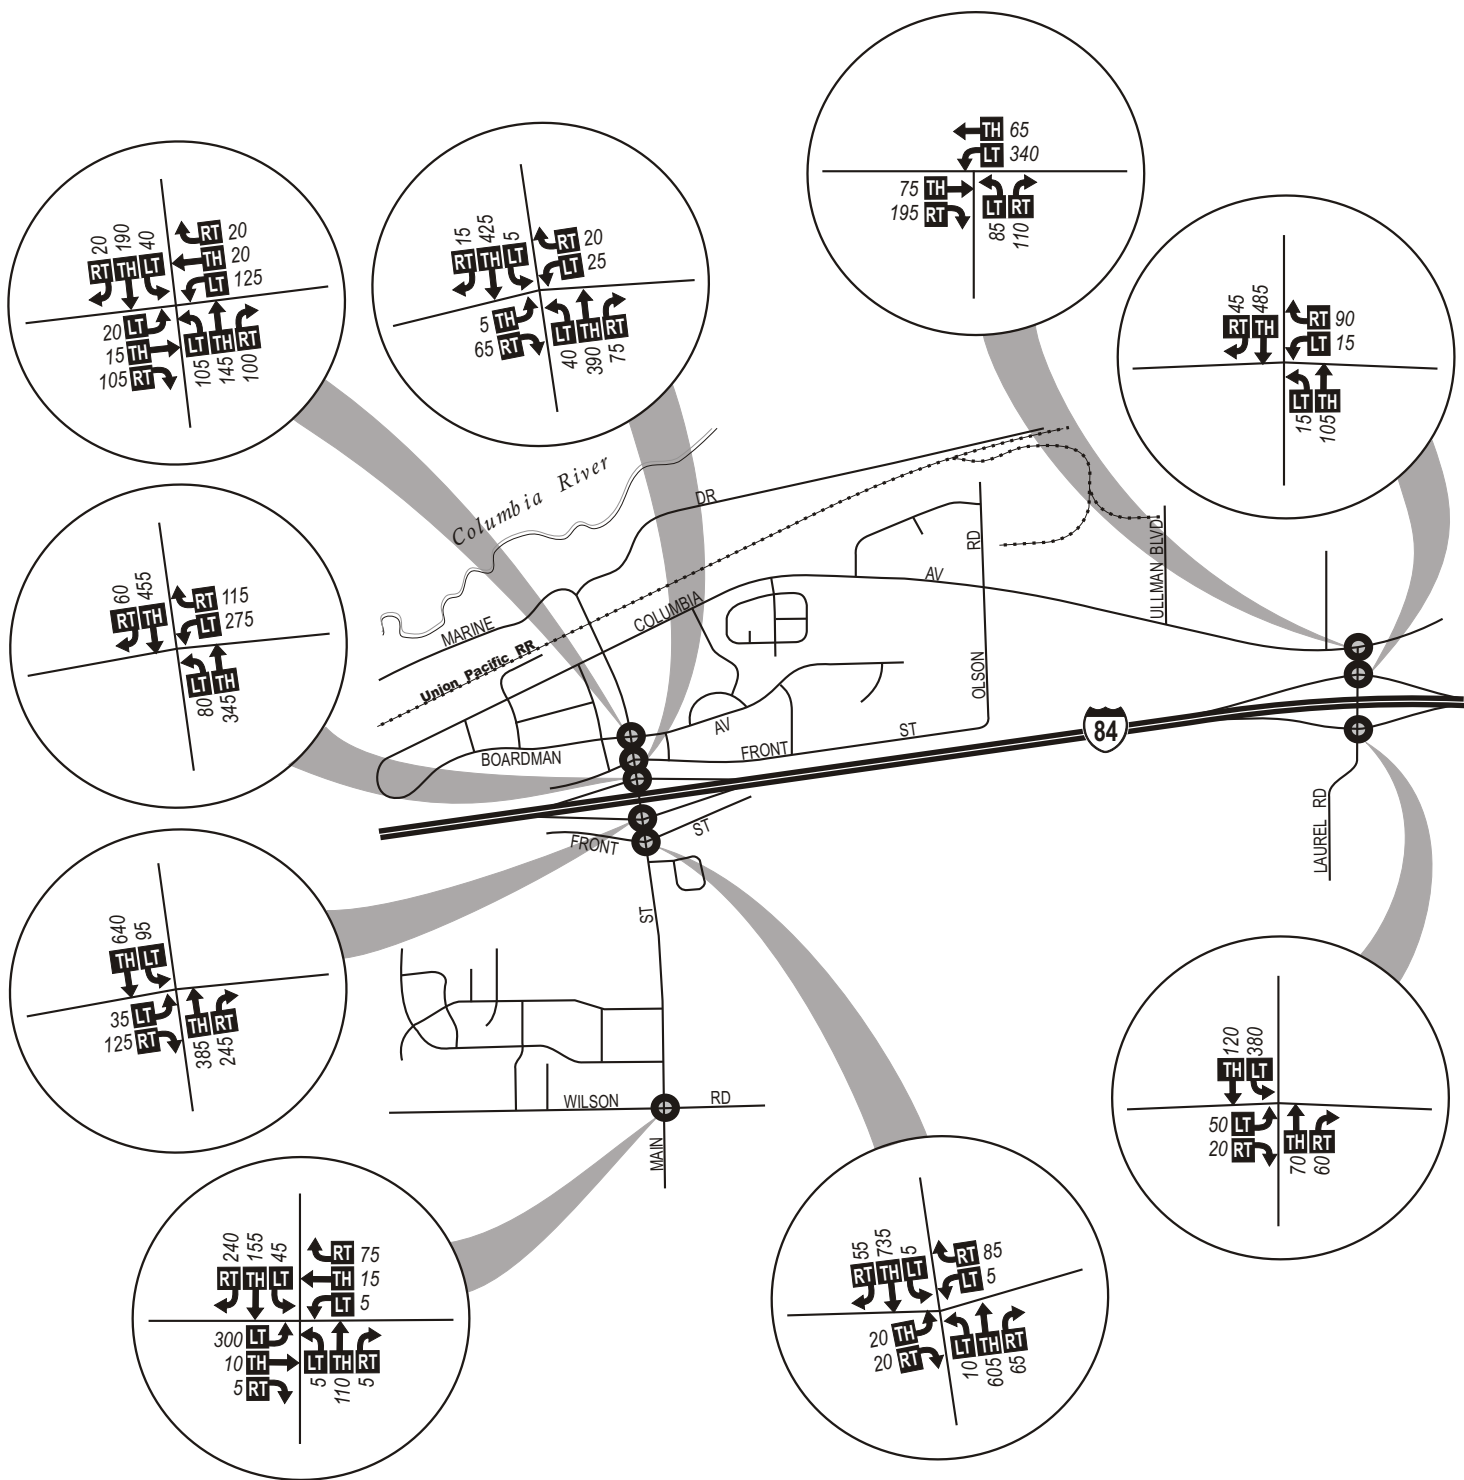 TH 65
LT 340
75 TH
195 RT
LT RT
85 110
20 190 40
RT TH LT
RT 20
TH 20
LT 125
20 LT
15 TH
105 RT
LT TH RT
105 145 100
15 425 5
RT TH LT
RT 20
LT 25
5 TH
65 RT
LT TH RT
40 390 75
45 485
RT TH
RT 90
LT 15
LT TH
15 105
Columbia River
MARINE
DR
Union Pacific RR
COLUMBIA
AV
RD
OLSON
ULLMAN BLVD
BOARDMAN
AV
FRONT
ST
84
FRONT
ST
ST
LAUREL RD
WILSON
RD
MAIN
60 455
RT TH
RT 115
LT 275
LT TH
80 345
640 95
TH LT
35 LT
125 RT
TH RT
385 245
120 380
TH LT
50 LT
20 RT
TH RT
70 60
240 155 45
RT TH LT
RT 75
TH 15
LT 5
300 LT
10 TH
5 RT
LT TH RT
5 110 5
55 735 5
RT TH LT
RT 85
LT 5
20 TH
20 RT
LT TH RT
10 605 65